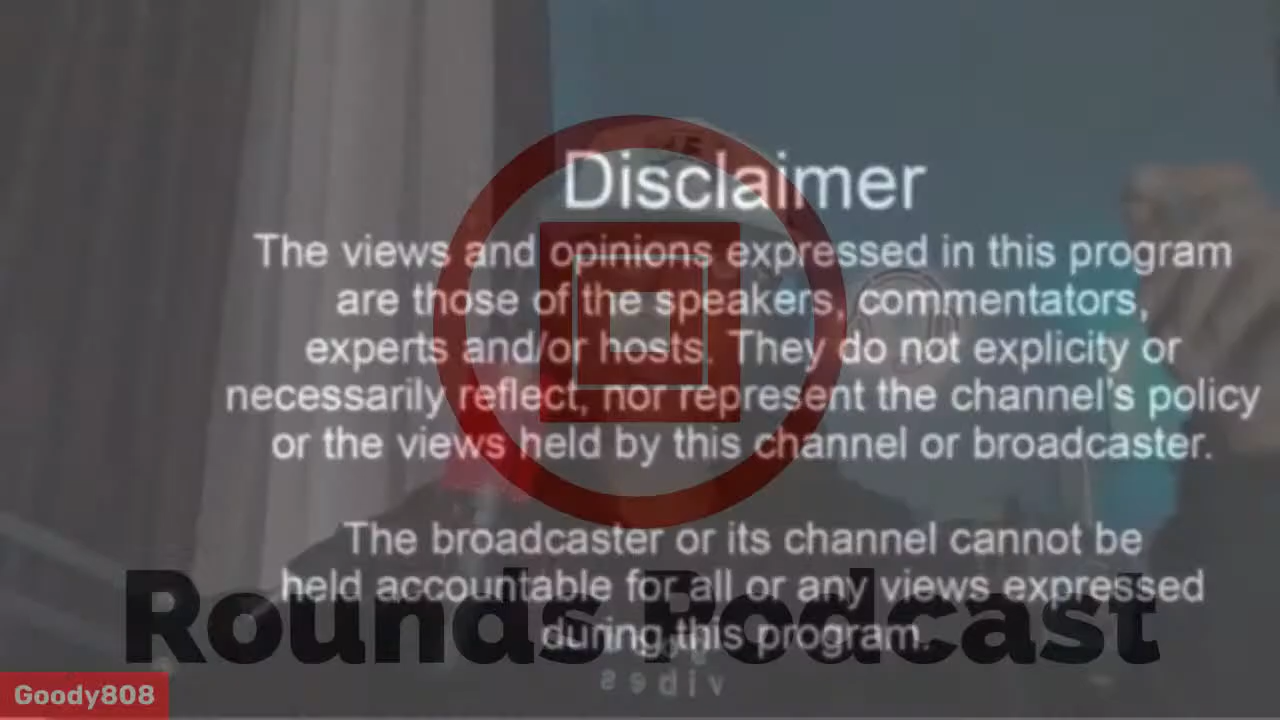 Disclaimer
The views and opinions expressed in this program
are those of the speakers, commentators,
experts and/or hosts. They do not explicity or
necessarily reflect, nor represent the channel's policy
or the views held by this channel or broadcaster.
The broadcaster or its channel cannot be
held accountable for all or any views expressed
during this program.
Rounds Podcast
vibes
Goody808